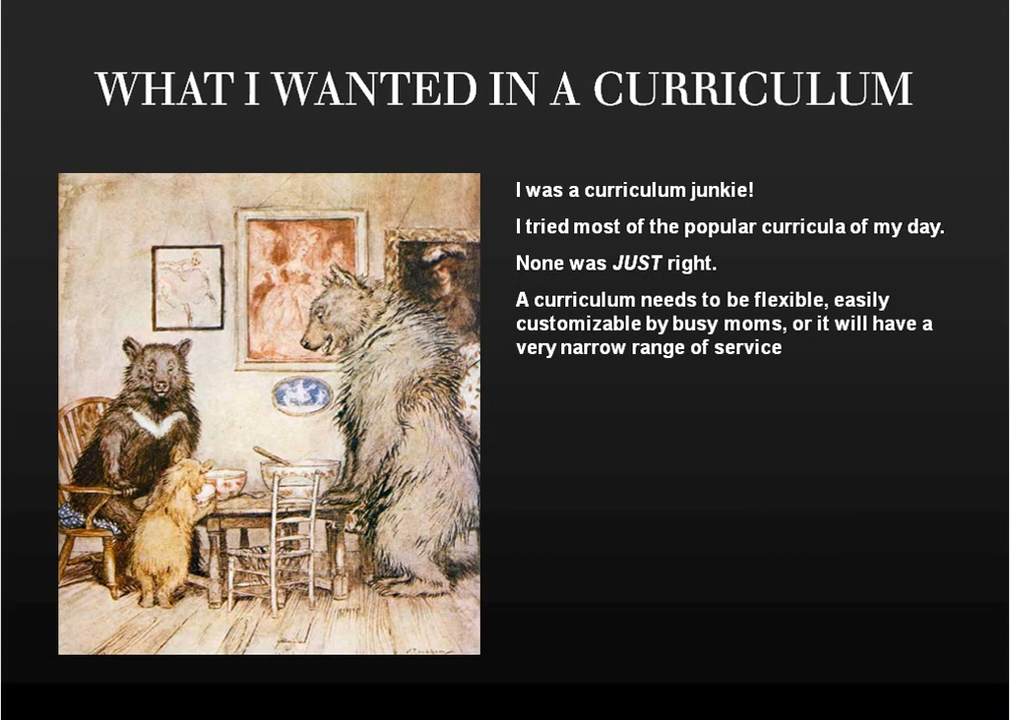 WHAT I WANTED IN A CURRICULUM
I was a curriculum junkie!
I tried most of the popular curricula of my day.
None was JUST right.
A curriculum needs to be flexible, easily
customizable by busy moms, or it will have a
very narrow range of service